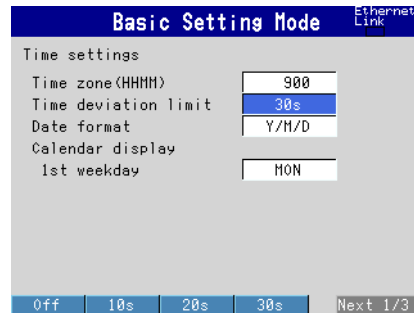 Basic Setting Mode
Ethernet
Link
Time settings
Time zone(HHMM) 900
Time deviation limit 30s
Date format Y/M/D
Calendar display
1st weekday MON
Off 10s 20s 30s Next 1/3